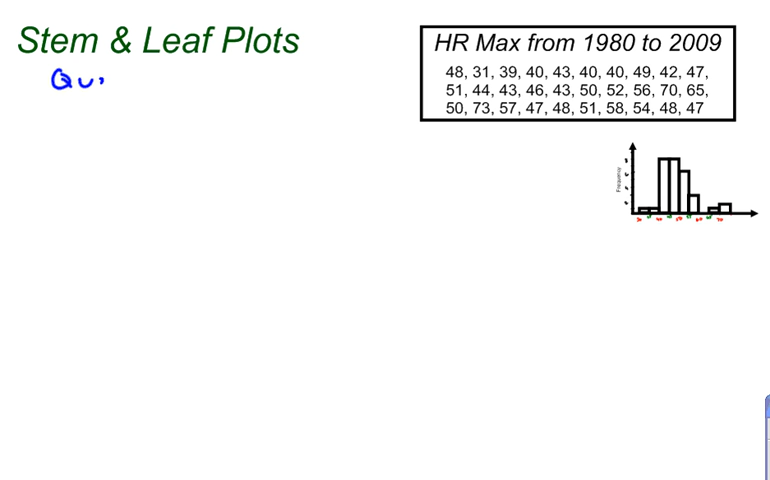 Stem & Leaf Plots
Qu
HR Max from 1980 to 2009
48, 31, 39, 40, 43, 40, 40, 49, 42, 47,
51, 44, 43, 46, 43, 50, 52, 56, 70, 65,
50, 73, 57, 47, 48, 51, 58, 54, 48, 47
Frequency